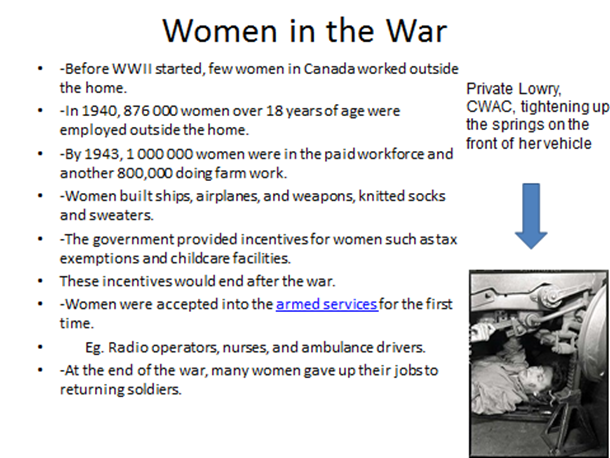 Women in the War
• -Before WWII started, few women in Canada worked outside
the home.
• -In 1940, 876 000 women over 18 years of age were
employed outside the home.
• -By 1943, 1 000 000 women were in the paid workforce and
another 800,000 doing farm work.
• -Women built ships, airplanes, and weapons, knitted socks
and sweaters.
• -The government provided incentives for women such as tax
exemptions and childcare facilities.
• These incentives would end after the war.
• -Women were accepted into the armed services for the first
time.
• Eg. Radio operators, nurses, and ambulance drivers.
• -At the end of the war, many women gave up their jobs to
returning soldiers.
Private Lowry,
CWAC, tightening up
the springs on the
front of her vehicle